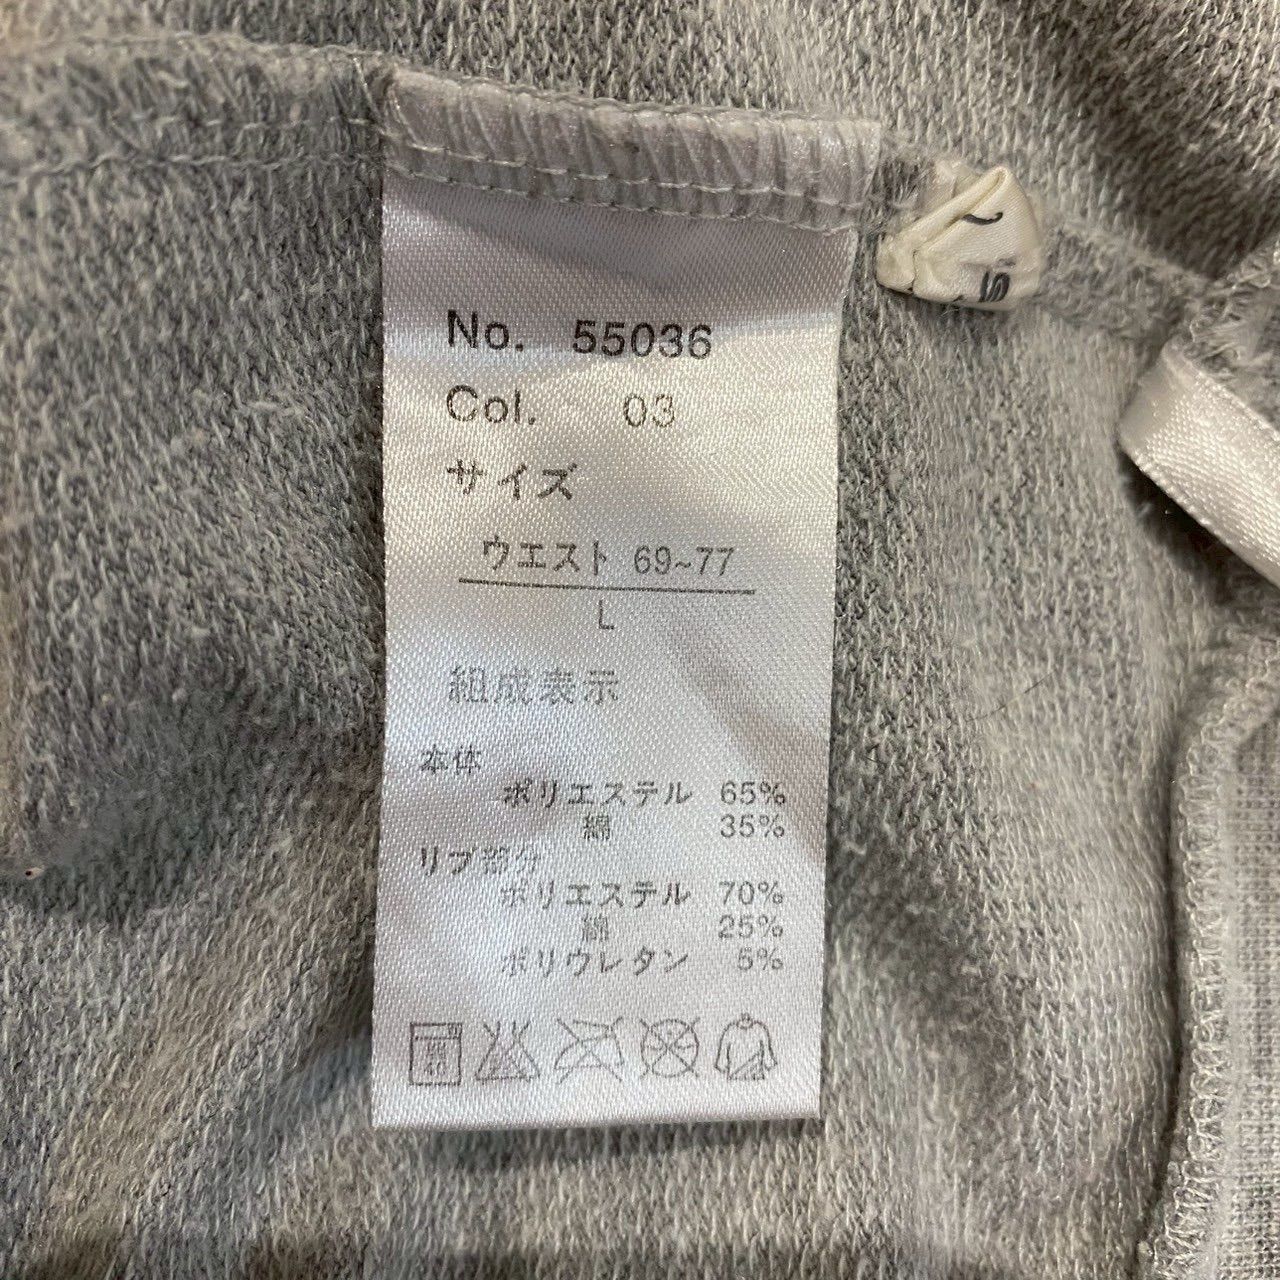 No. 55036
Col. 03
サイズ
ウエスト 69~77
L
組成表示
本体
ポリエステル 65%
綿 35%
リブ部分
ポリエステル 70%
綿 25%
ポリウレタン 5%